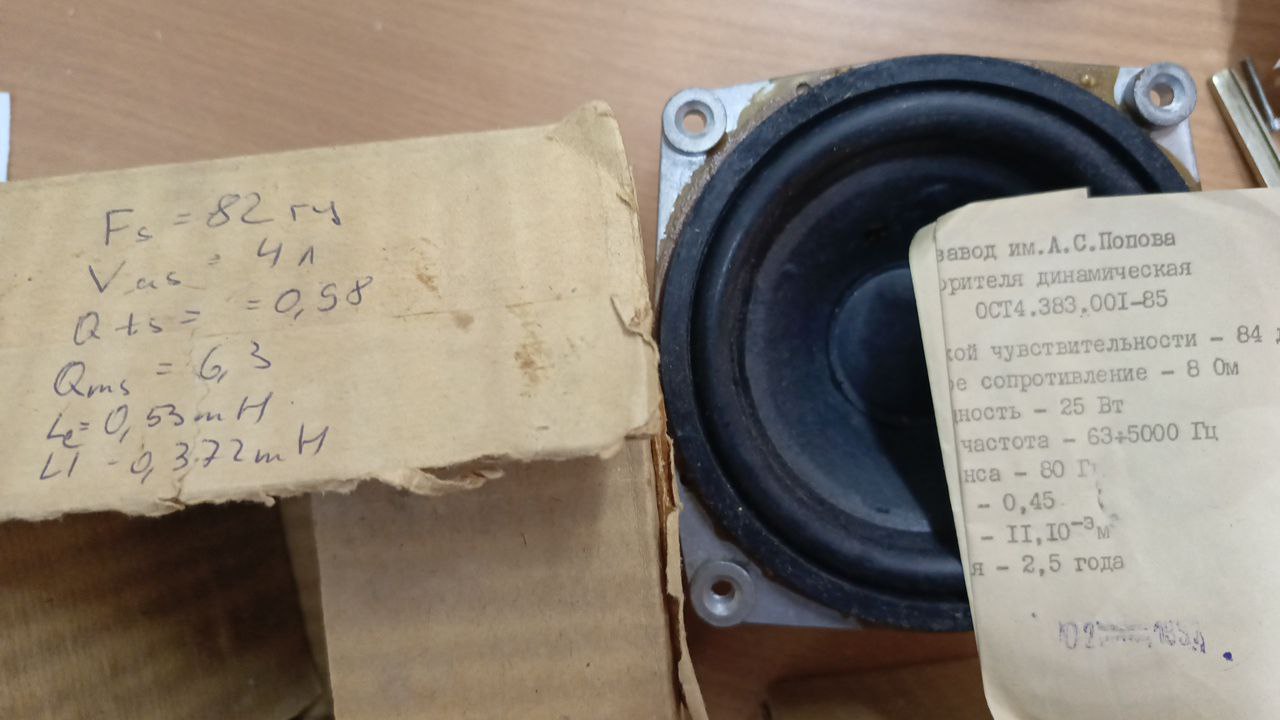 Fs = 82 гц
Vas = 4 л
Qts = = 0,58
Qms = 6,3
Le = 0,53 mH
L1 - 0,372 mH
завод им.А.С.Попова
рителя динамическая
ОСТ4.383.00I-85
кой чувствительности - 84
ое сопротивление - 8 Ом
ность - 25 Вт
частота - 63÷5000 Гц
нса - 80 Г
- 0,45
- II,I0⁻³м
я - 2,5 года